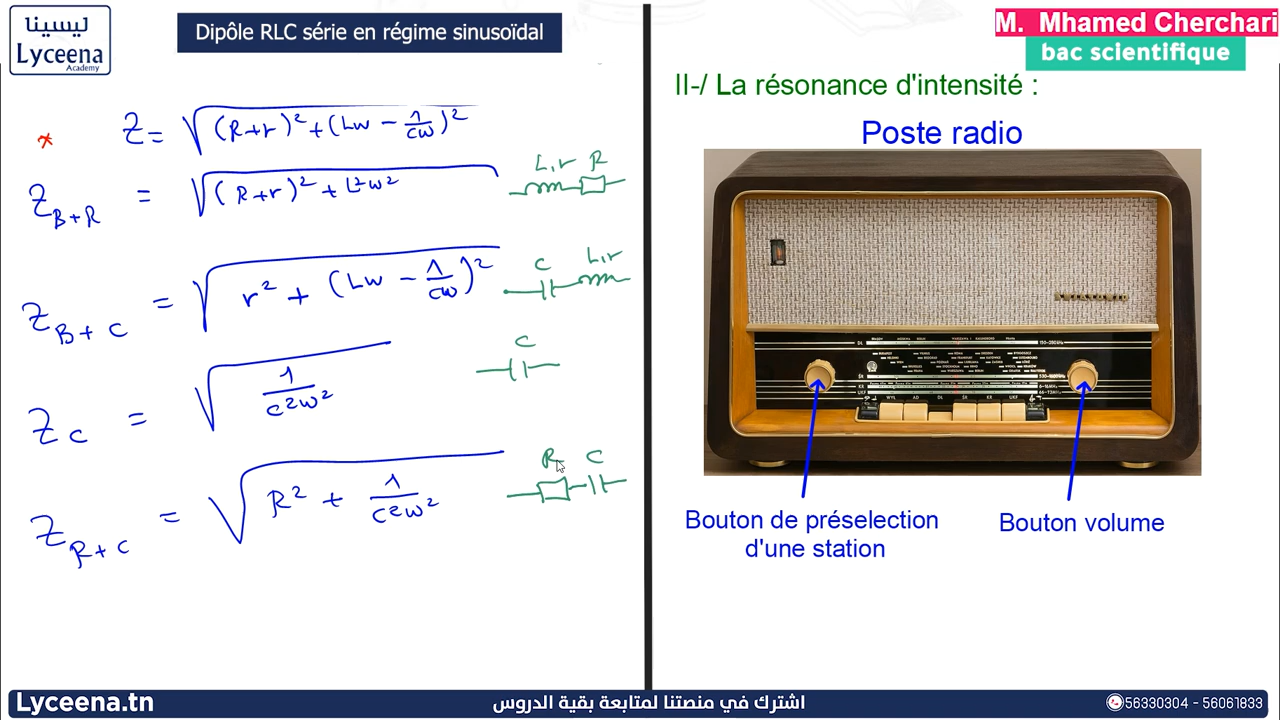 ليسينا
Lyceena
Academy
Dipôle RLC série en régime sinusoïdal
M. Mhamed Cherchari
bac scientifique
* Z = √((R+r)² + (Lω - 1/cω)²)
Z_B+R = √((R+r)² + L²ω²)
L,r R
Z_B+C = √(r² + (Lω - 1/cω)²)
C L,r
Z_C = √(1/c²ω²)
C
Z_R+C = √(R² + 1/c²ω²)
R C
II-/ La résonance d'intensité :
Poste radio
Bouton de préselection
d'une station
Bouton volume
Lyceena.tn
اشترك في منصتنا لمتابعة بقية الدروس
56330304 - 56061833